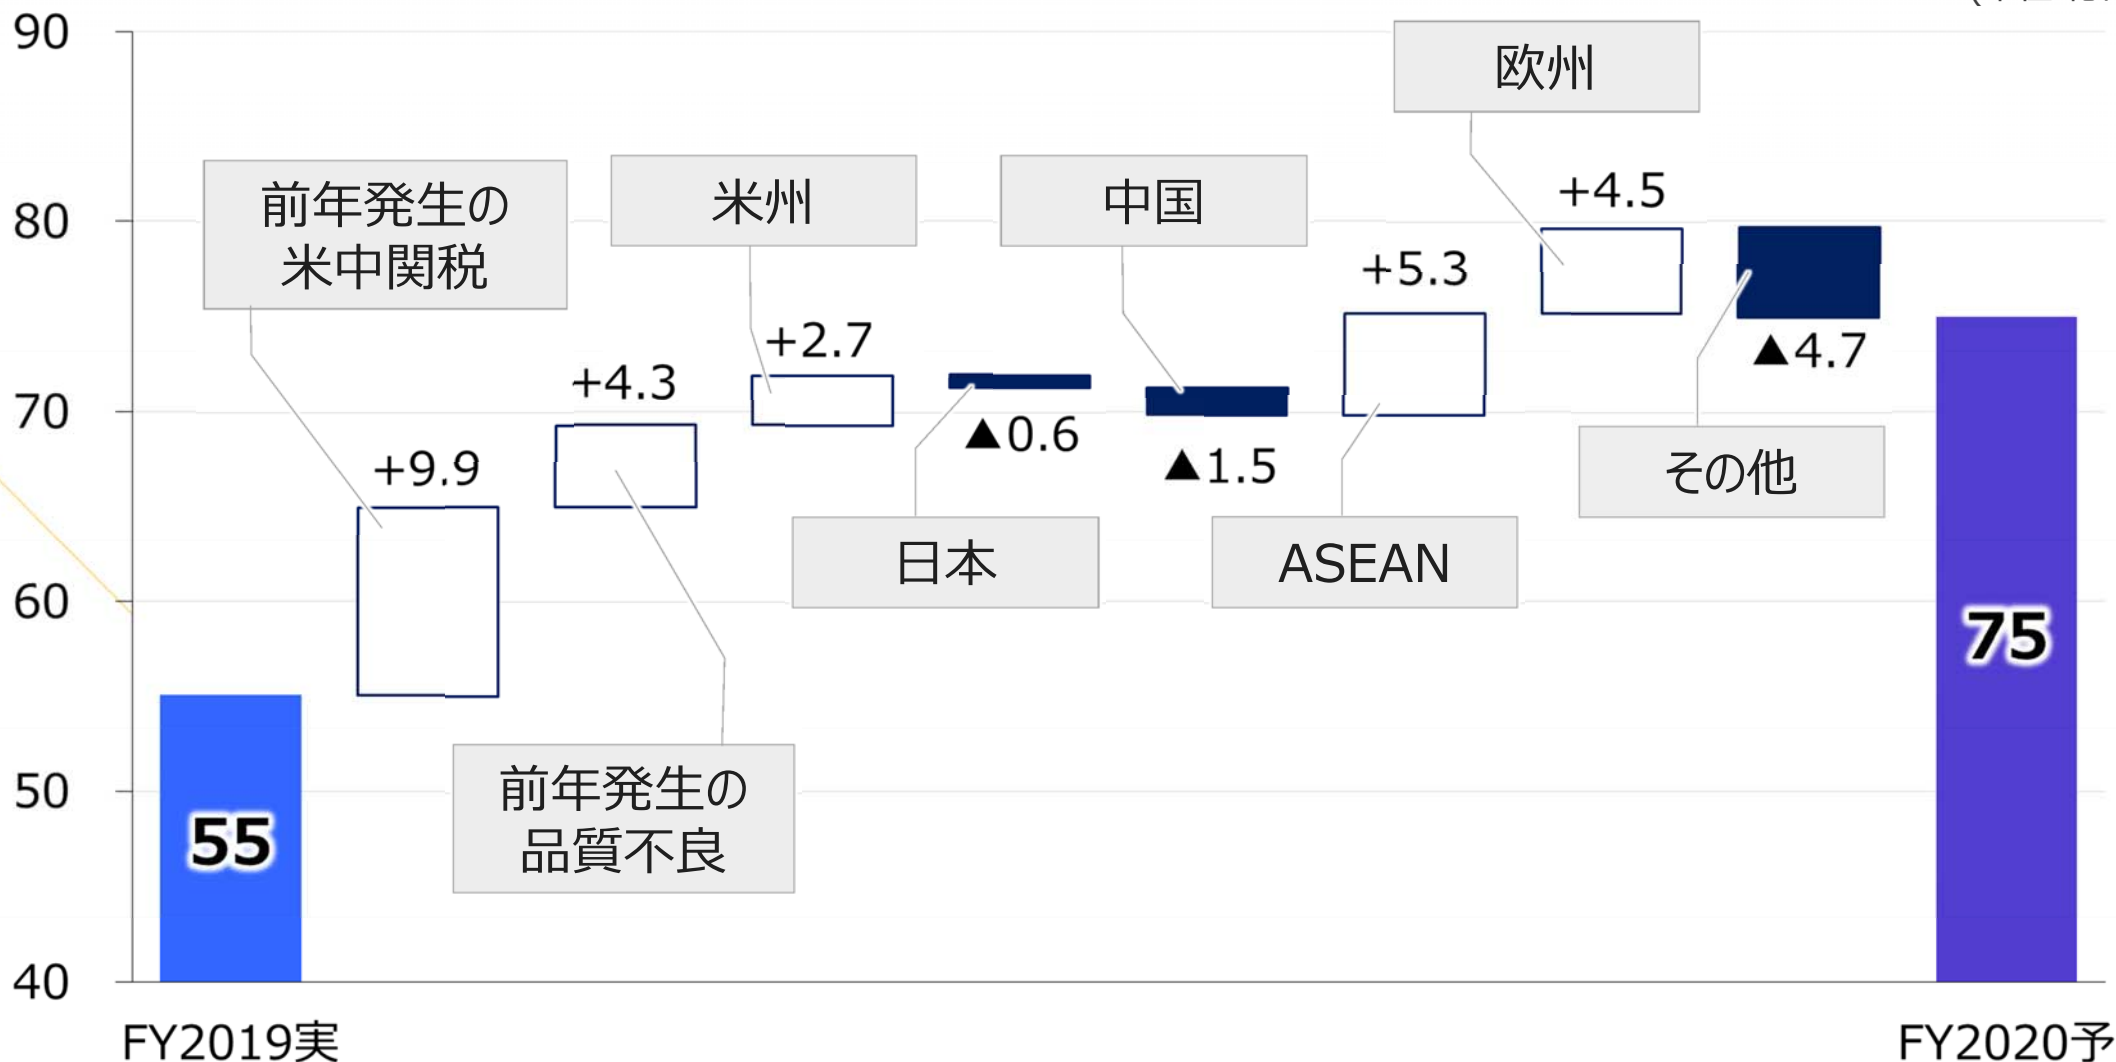 90
80
70
60
50
40
欧州
前年発生の
米中関税
米州
中国
+9.9
+4.3
+2.7
▲0.6
▲1.5
+5.3
+4.5
▲4.7
日本
ASEAN
その他
前年発生の
品質不良
55
75
FY2019実
FY2020予